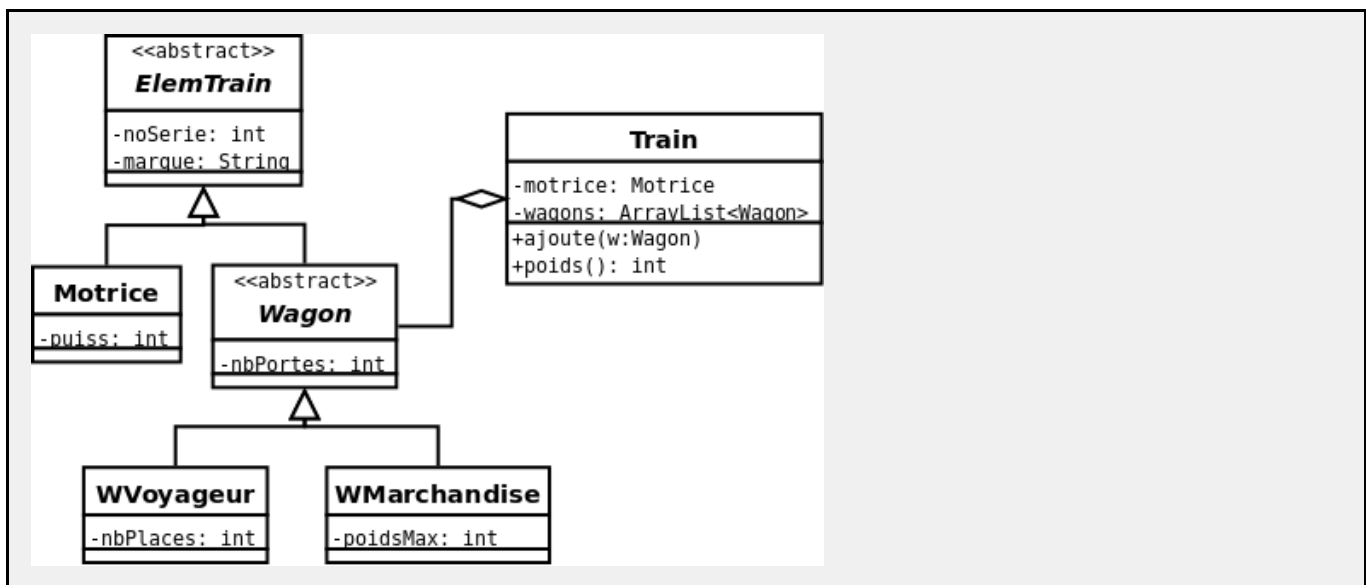 <<abstract>>
ElemTrain
-noSerie: int
-marque: String
Train
-motrice: Motrice
-wagons: ArrayList<Wagon>
+ajoute(w:Wagon)
+poids(): int
Motrice
-puiss: int
<<abstract>>
Wagon
-nbPortes: int
WVoyageur
-nbPlaces: int
WMarchandise
-poidsMax: int